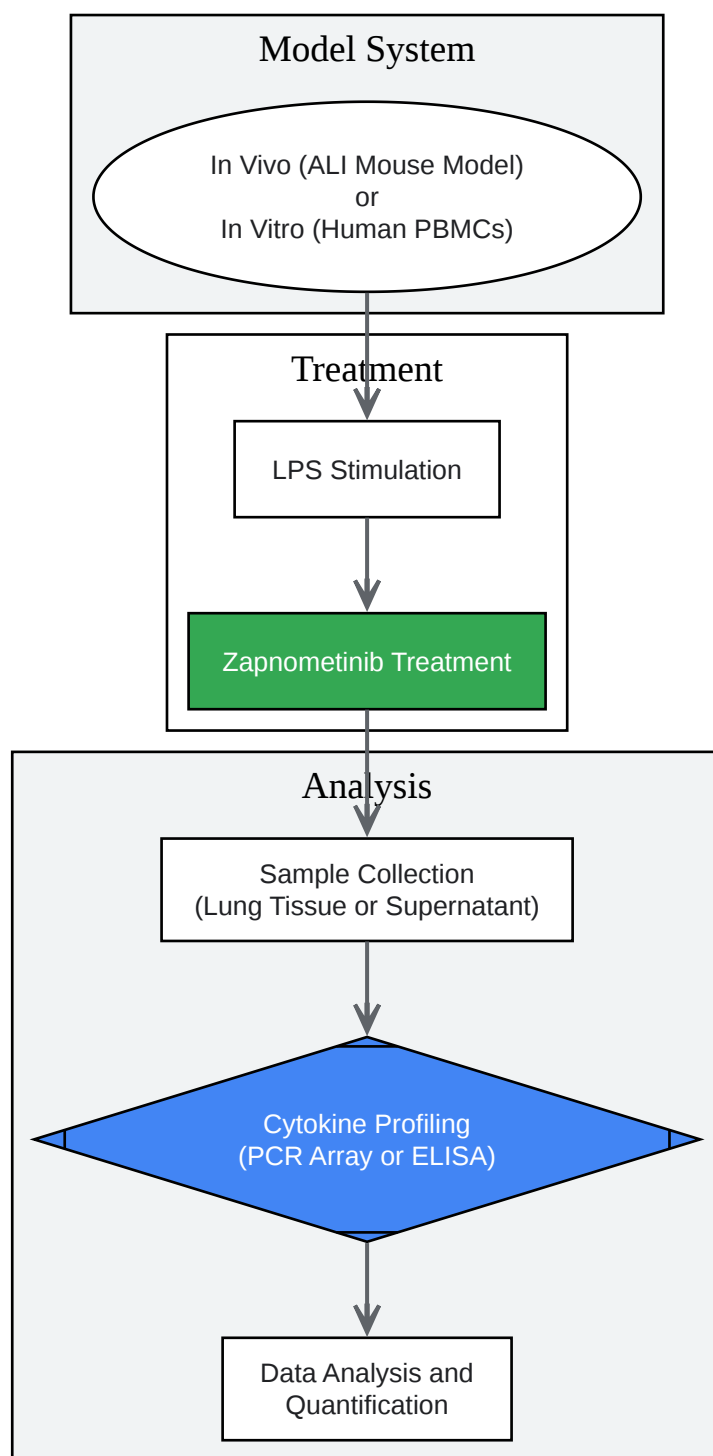 Model System
In Vivo (ALI Mouse Model)
or
In Vitro (Human PBMCs)
Treatment
LPS Stimulation
Zapnometinib Treatment
Analysis
Sample Collection
(Lung Tissue or Supernatant)
Cytokine Profiling
(PCR Array or ELISA)
Data Analysis and
Quantification